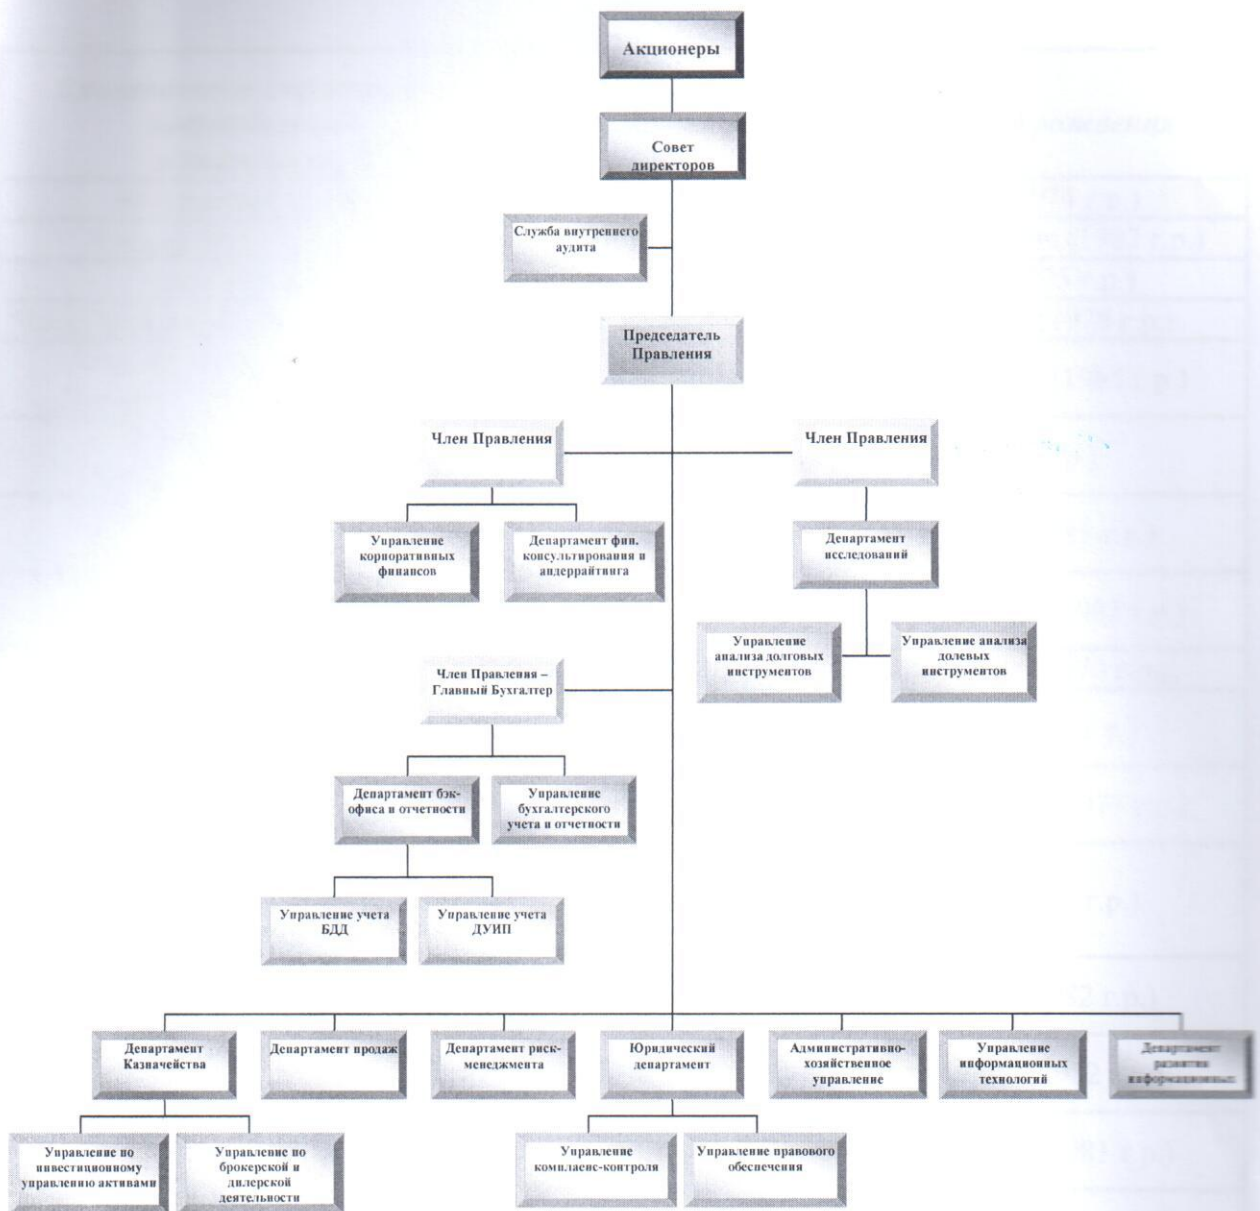 Акционеры
Совет
директоров
Служба внутреннего
аудита
Председатель
Правления
Член Правления
Член Правления
Управление
корпоративных
финансов
Департамент фин.
консультирования и
андеррайтинга
Департамент
исследований
Управление
анализа долговых
инструментов
Управление анализа
долевых
инструментов
Член Правления –
Главный Бухгалтер
Департамент бэк-
офиса и отчетности
Управление
бухгалтерского
учета и отчетности
Управление учета
БДД
Управление учета
ДУИП
Департамент
Казначейства
Департамент продаж
Департамент риск-
менеджмента
Юридический
департамент
Административно-
хозяйственное
управление
Управление
информационных
технологий
Департамент
развития
информационных
Управление по
инвестиционному
управлению активами
Управление по
брокерской и
дилерской
деятельности
Управление
комплаенс-контроля
Управление правового
обеспечения